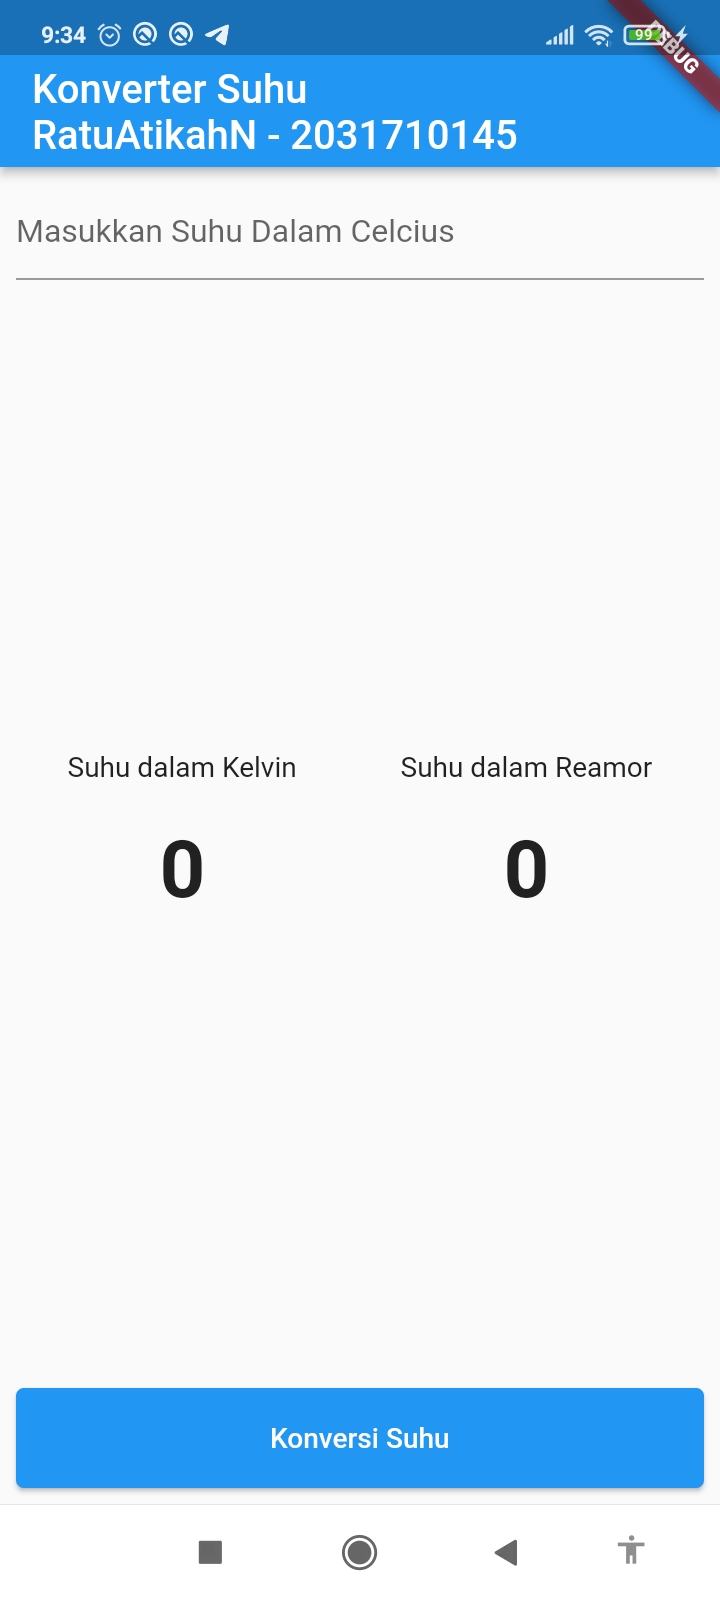 9:34
99
DEBUG
Konverter Suhu
RatuAtikahN - 2031710145
Masukkan Suhu Dalam Celcius
Suhu dalam Kelvin
Suhu dalam Reamor
0
0
Konversi Suhu